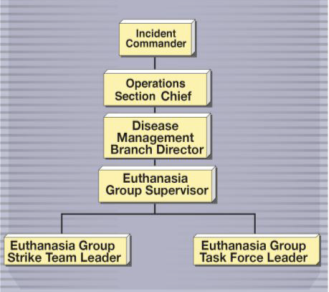 Incident
Commander
Operations
Section Chief
Disease
Management
Branch Director
Euthanasia
Group Supervisor
Euthanasia Group
Strike Team Leader
Euthanasia Group
Task Force Leader